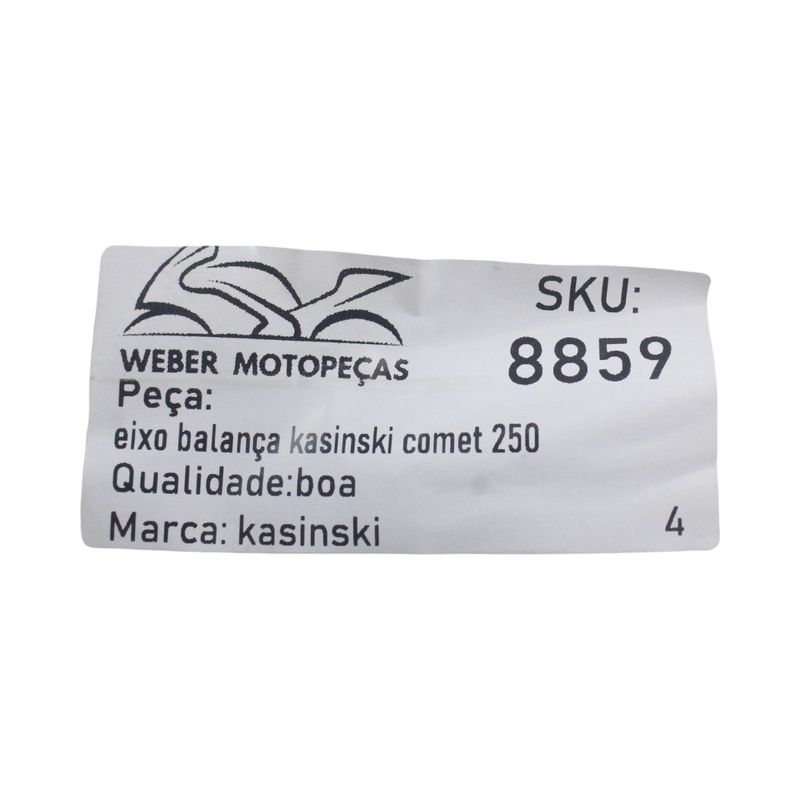 WEBER MOTOPEÇAS
SKU:
8859
Peça:
eixo balança kasinski comet 250
Qualidade:boa
Marca: kasinski
4